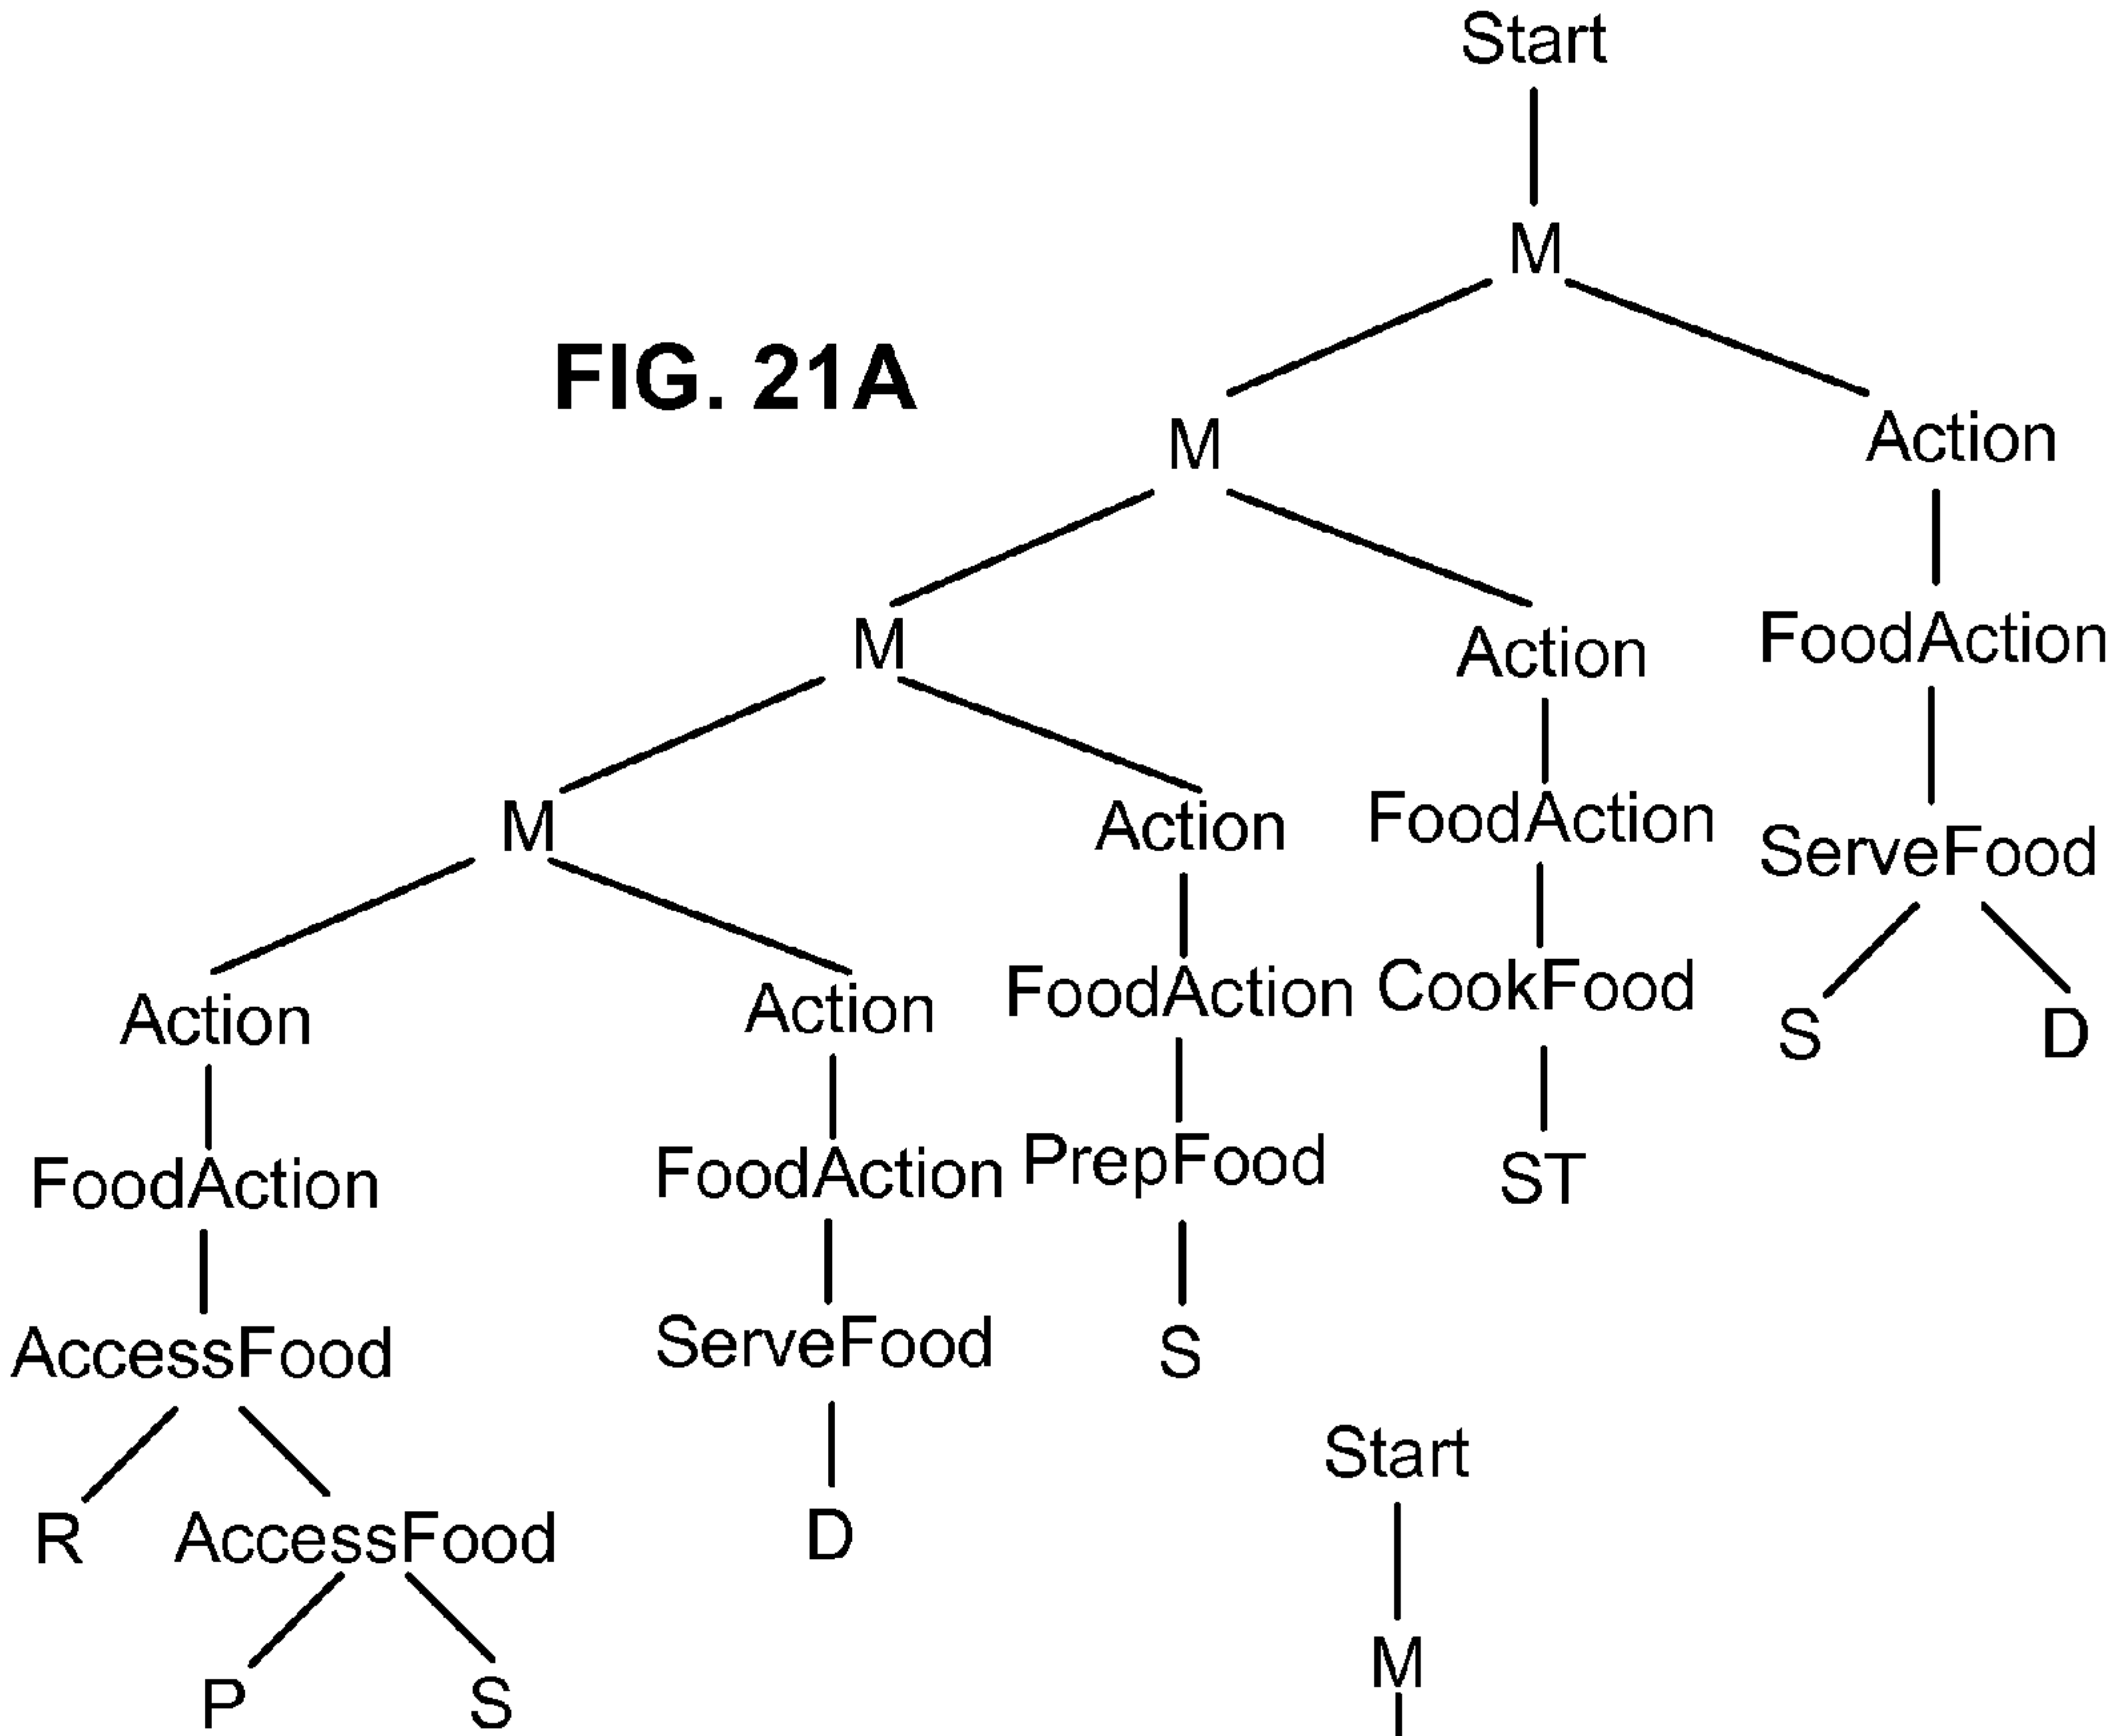 Start
M
FIG. 21A
M Action
M Action FoodAction
M Action FoodAction ServeFood
Action Action FoodAction CookFood S D
FoodAction FoodAction PrepFood ST
AccessFood ServeFood S
Start
R AccessFood D
M
P S